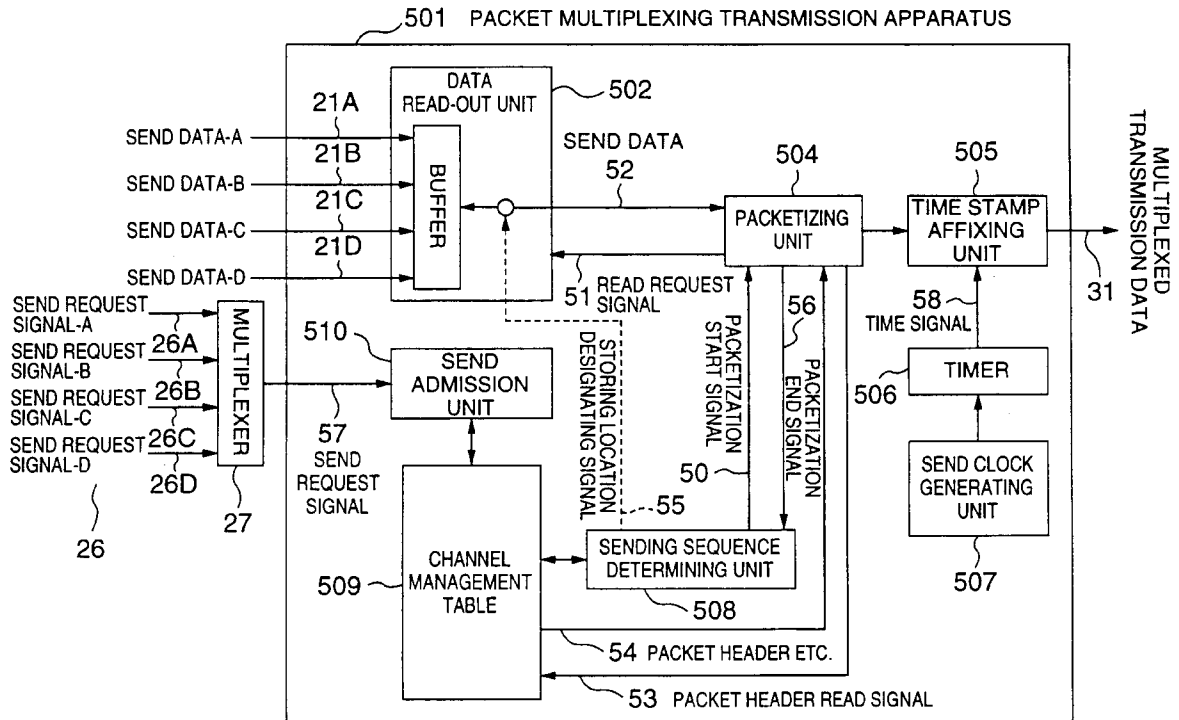 501 PACKET MULTIPLEXING TRANSMISSION APPARATUS
DATA
READ-OUT UNIT
502
21A
SEND DATA-A
21B
SEND DATA-B
21C
SEND DATA-C
21D
SEND DATA-D
BUFFER
SEND DATA
52
504
PACKETIZING
UNIT
505
TIME STAMP
AFFIXING
UNIT
MULTIPLEXED
TRANSMISSION DATA
31
51
READ REQUEST
SIGNAL
58
TIME SIGNAL
SEND REQUEST
SIGNAL-A
26A
SEND REQUEST
SIGNAL-B
26B
SEND REQUEST
SIGNAL-C
26C
SEND REQUEST
SIGNAL-D
26D
26
MULTIPLEXER
27
510
SEND
ADMISSION
UNIT
57
SEND
REQUEST
SIGNAL
STORING LOCATION
DESIGNATING SIGNAL
55
PACKETIZATION
START SIGNAL
50
56
PACKETIZATION
END SIGNAL
TIMER
506
SEND CLOCK
GENERATING
UNIT
507
509
CHANNEL
MANAGEMENT
TABLE
SENDING SEQUENCE
DETERMINING UNIT
508
54 PACKET HEADER ETC.
53 PACKET HEADER READ SIGNAL